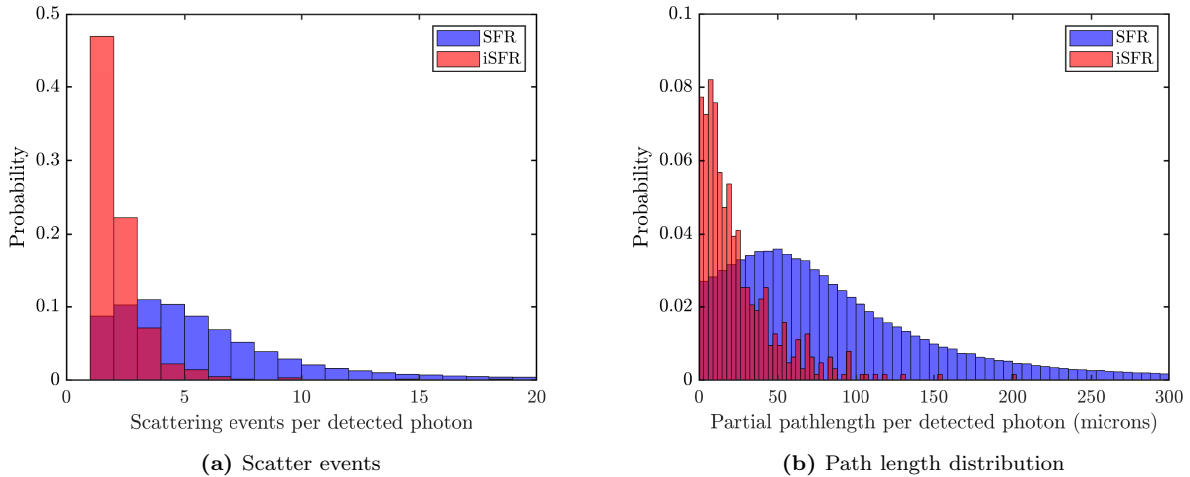 0.5
0.4
0.3
0.2
0.1
0
Probability
0
5
10
15
20
Scattering events per detected photon
SFR
iSFR
(a) Scatter events
0.1
0.08
0.06
0.04
0.02
0
Probability
0
50
100
150
200
250
300
Partial pathlength per detected photon (microns)
SFR
iSFR
(b) Path length distribution